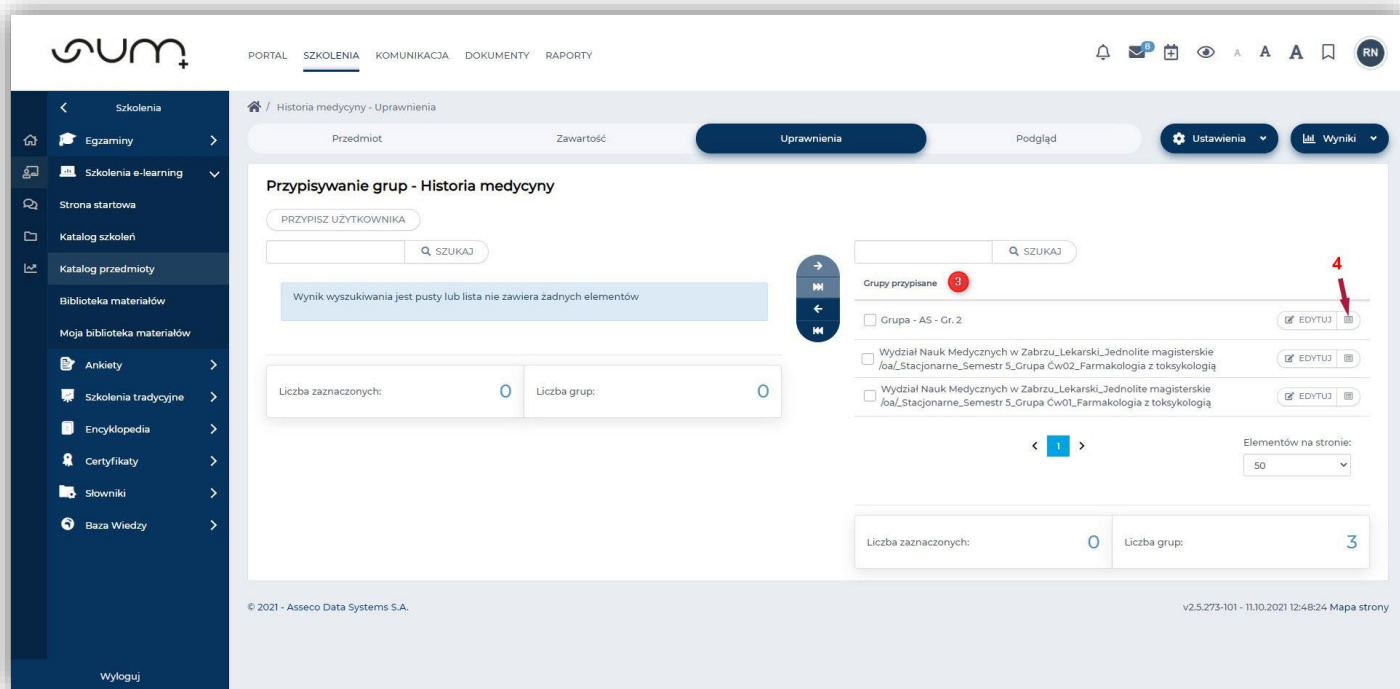 sum
PORTAL SZKOLENIA KOMUNIKACJA DOKUMENTY RAPORTY
8 A A A RN
Szkolenia
Egzaminy
Szkolenia e-learning
Strona startowa
Katalog szkoleń
Katalog przedmioty
Biblioteka materiałów
Moja biblioteka materiałów
Ankiety
Szkolenia tradycyjne
Encyklopedia
Certyfikaty
Słowniki
Baza Wiedzy
Wyloguj
/ Historia medycyny - Uprawnienia
Przedmiot Zawartość Uprawnienia Podgląd Ustawienia Wyniki
Przypisywanie grup - Historia medycyny
PRZYPISZ UŻYTKOWNIKA
SZUKAJ
Wynik wyszukiwania jest pusty lub lista nie zawiera żadnych elementów
Liczba zaznaczonych: 0 Liczba grup: 0
SZUKAJ
4
Grupy przypisane 3
Grupa - AS - Gr. 2 EDYTUJ
Wydział Nauk Medycznych w Zabrzu_Lekarski_Jednolite magisterskie
/oa/_Stacjonarne_Semestr 5_Grupa Ćw02_Farmakologia z toksykologią EDYTUJ
Wydział Nauk Medycznych w Zabrzu_Lekarski_Jednolite magisterskie
/oa/_Stacjonarne_Semestr 5_Grupa Ćw01_Farmakologia z toksykologią EDYTUJ
1
Elementów na stronie:
50
Liczba zaznaczonych: 0 Liczba grup: 3
© 2021 - Asseco Data Systems S.A.
v2.5.273-101 - 11.10.2021 12:48:24 Mapa strony